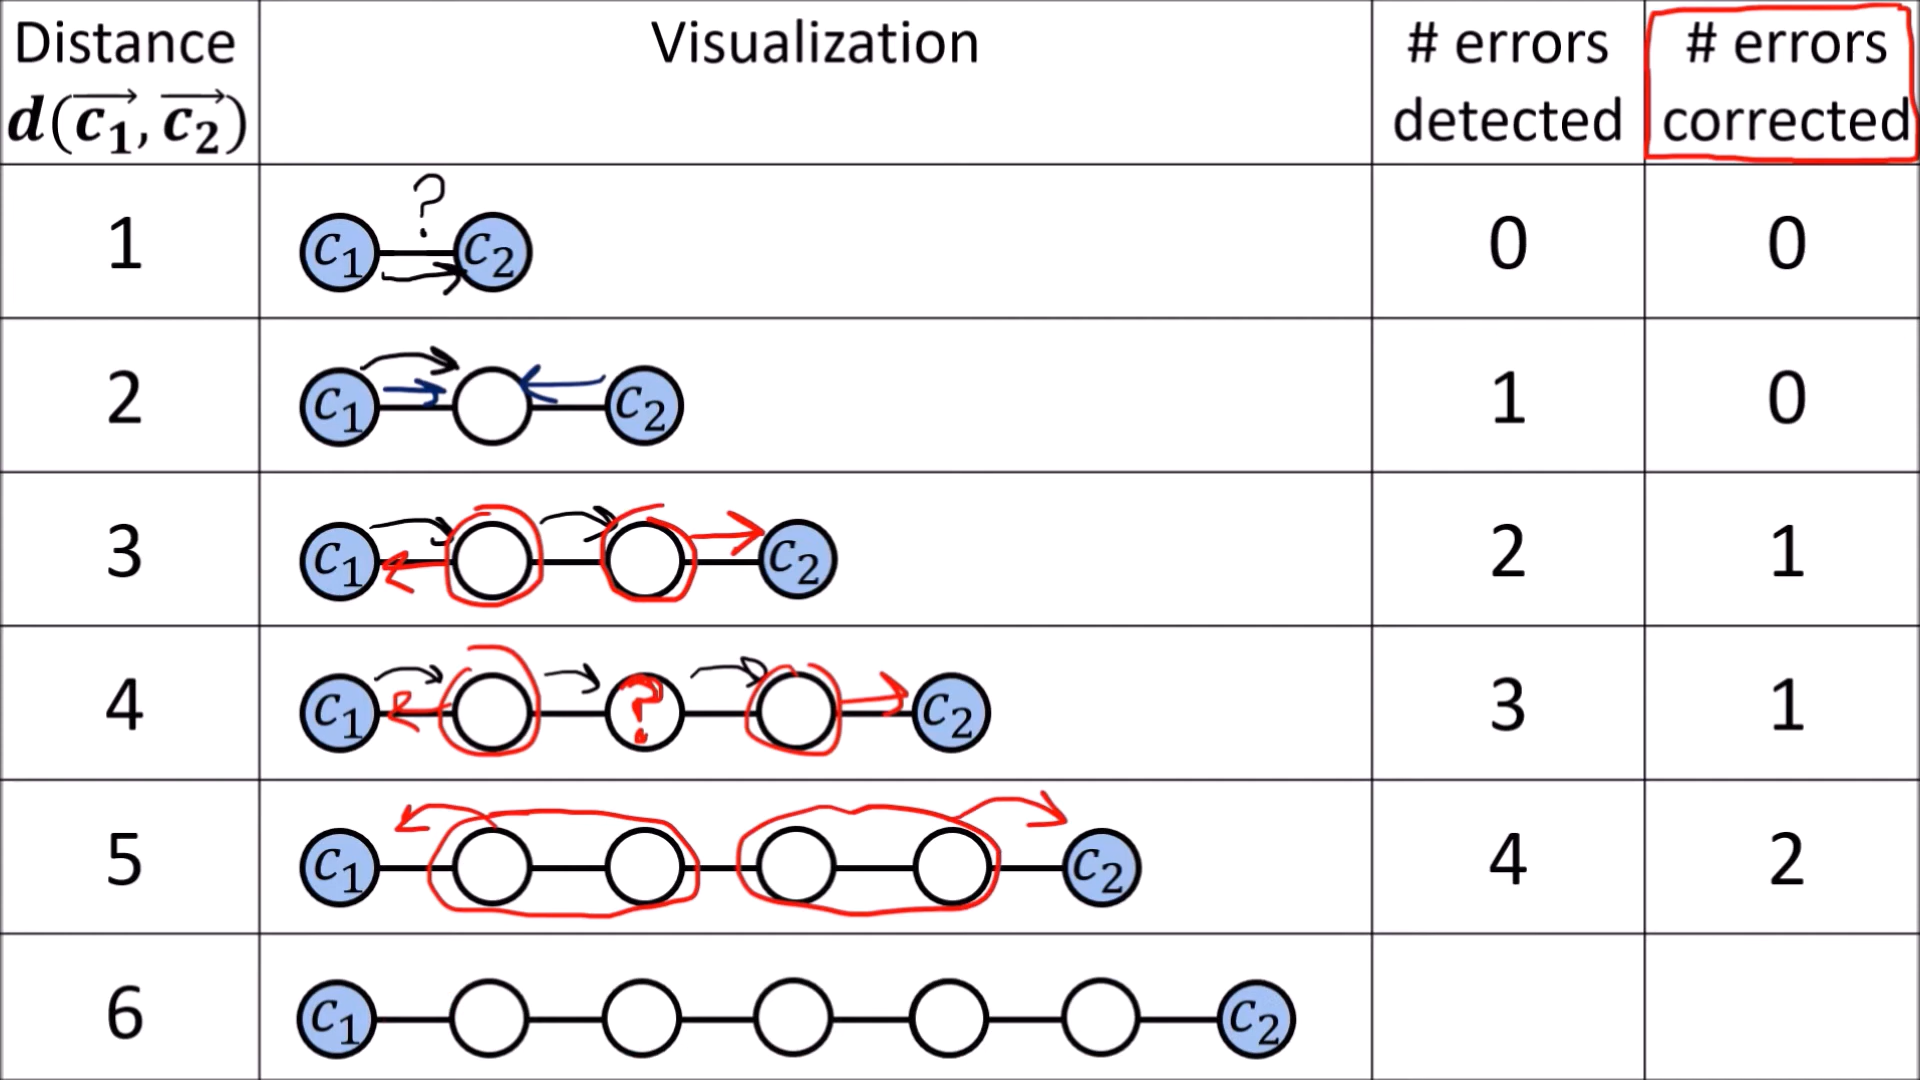 Distance
d(c₁, c₂)
Visualization
# errors
detected
# errors
corrected
1
?
c₁ c₂
0
0
2
c₁ c₂
1
0
3
c₁ c₂
2
1
4
c₁ ? c₂
3
1
5
c₁ c₂
4
2
6
c₁ c₂